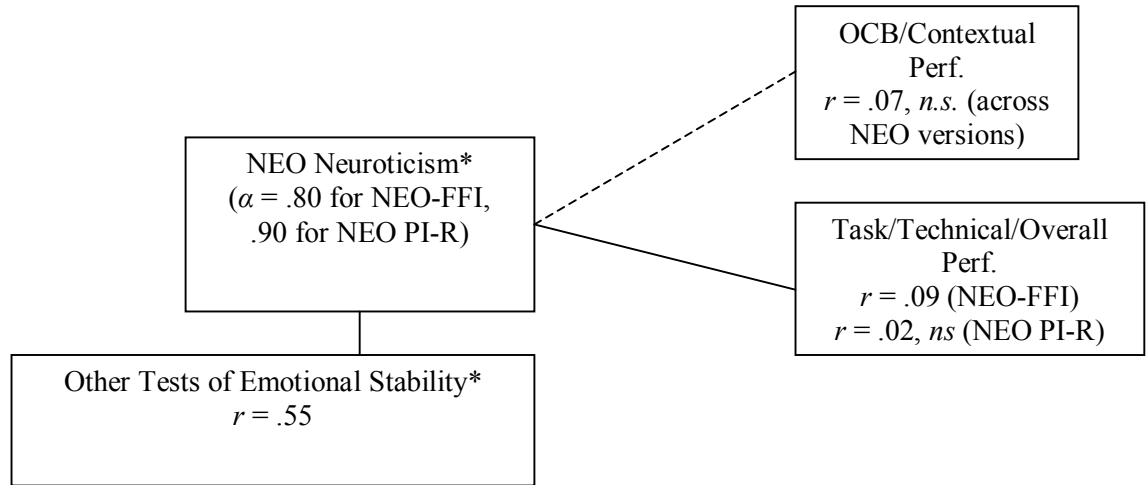 OCB/Contextual
Perf.
r = .07, n.s. (across
NEO versions)
NEO Neuroticism*
(α = .80 for NEO-FFI,
.90 for NEO PI-R)
Task/Technical/Overall
Perf.
r = .09 (NEO-FFI)
r = .02, ns (NEO PI-R)
Other Tests of Emotional Stability*
r = .55